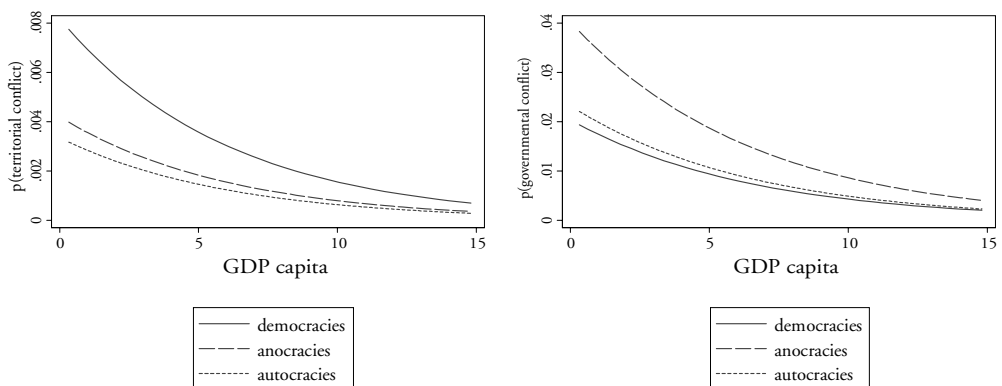 p(territorial conflict)
.008
.006
.004
.002
0
0 5 10 15
GDP capita
democracies
anocracies
autocracies
p(governmental conflict)
.04
.03
.02
.01
0
0 5 10 15
GDP capita
democracies
anocracies
autocracies